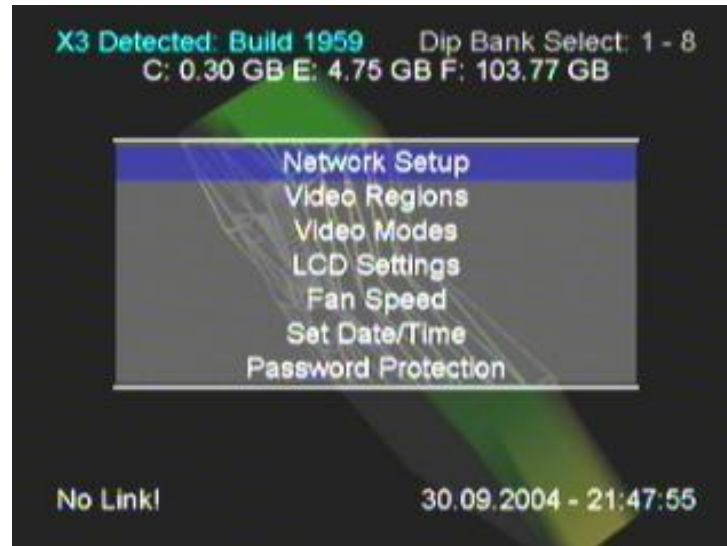 X3 Detected: Build 1959 Dip Bank Select: 1 - 8
C: 0.30 GB E: 4.75 GB F: 103.77 GB
Network Setup
Video Regions
Video Modes
LCD Settings
Fan Speed
Set Date/Time
Password Protection
No Link! 30.09.2004 - 21:47:55